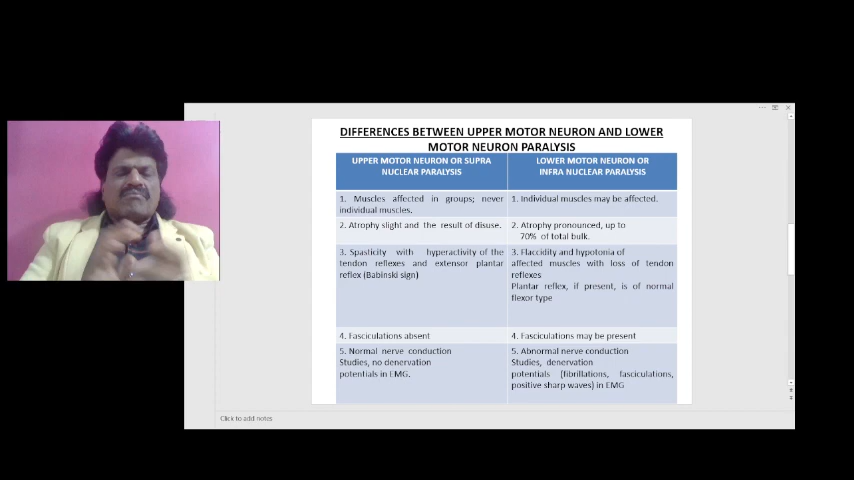 DIFFERENCES BETWEEN UPPER MOTOR NEURON AND LOWER
MOTOR NEURON PARALYSIS
UPPER MOTOR NEURON OR SUPRA
NUCLEAR PARALYSIS
LOWER MOTOR NEURON OR
INFRA NUCLEAR PARALYSIS
1. Muscles affected in groups; never
individual muscles.
1. Individual muscles may be affected.
2. Atrophy slight and the result of disuse.
2. Atrophy pronounced, up to
70% of total bulk.
3. Spasticity with hyperactivity of the
tendon reflexes and extensor plantar
reflex (Babinski sign)
3. Flaccidity and hypotonia of
affected muscles with loss of tendon
reflexes
Plantar reflex, if present, is of normal
flexor type
4. Fasciculations absent
4. Fasciculations may be present
5. Normal nerve conduction
Studies, no denervation
potentials in EMG.
5. Abnormal nerve conduction
Studies, denervation
potentials (fibrillations, fasciculations,
positive sharp waves) in EMG
Click to add notes